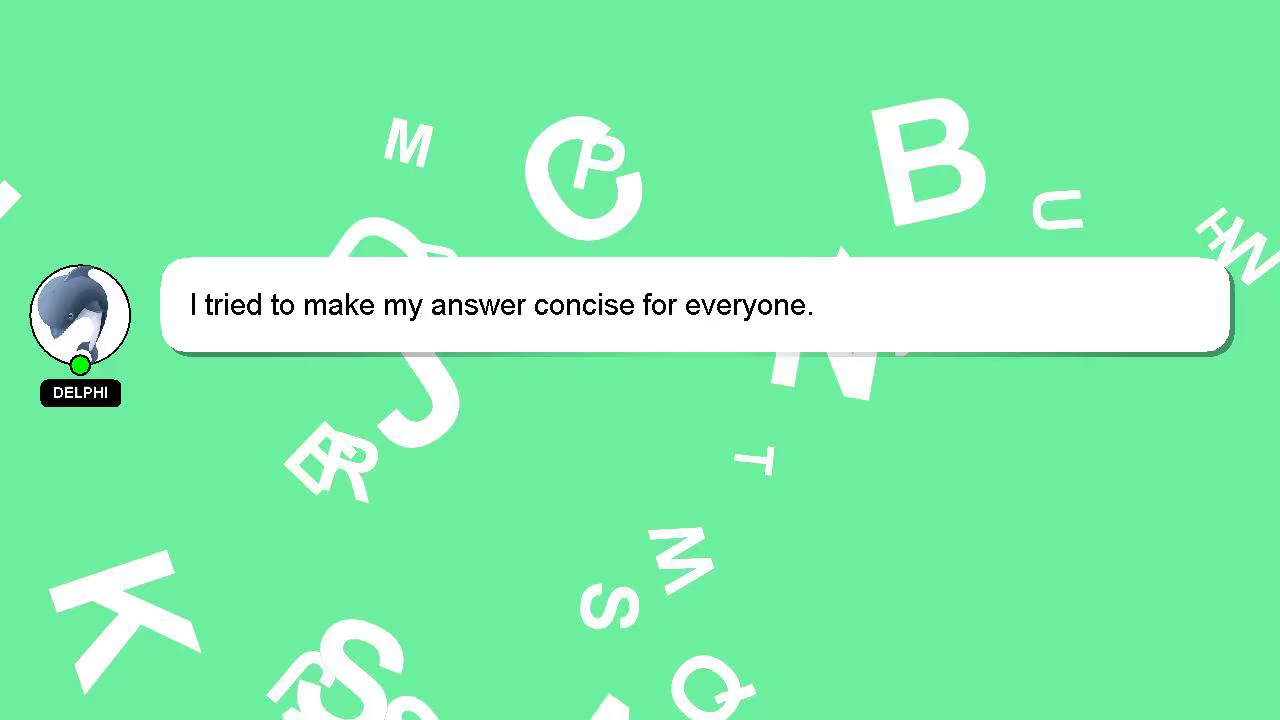 M
C
P
B
U
H
W
I tried to make my answer concise for everyone.
DELPHI
J
N
R
T
K
M
S
S
R
Q